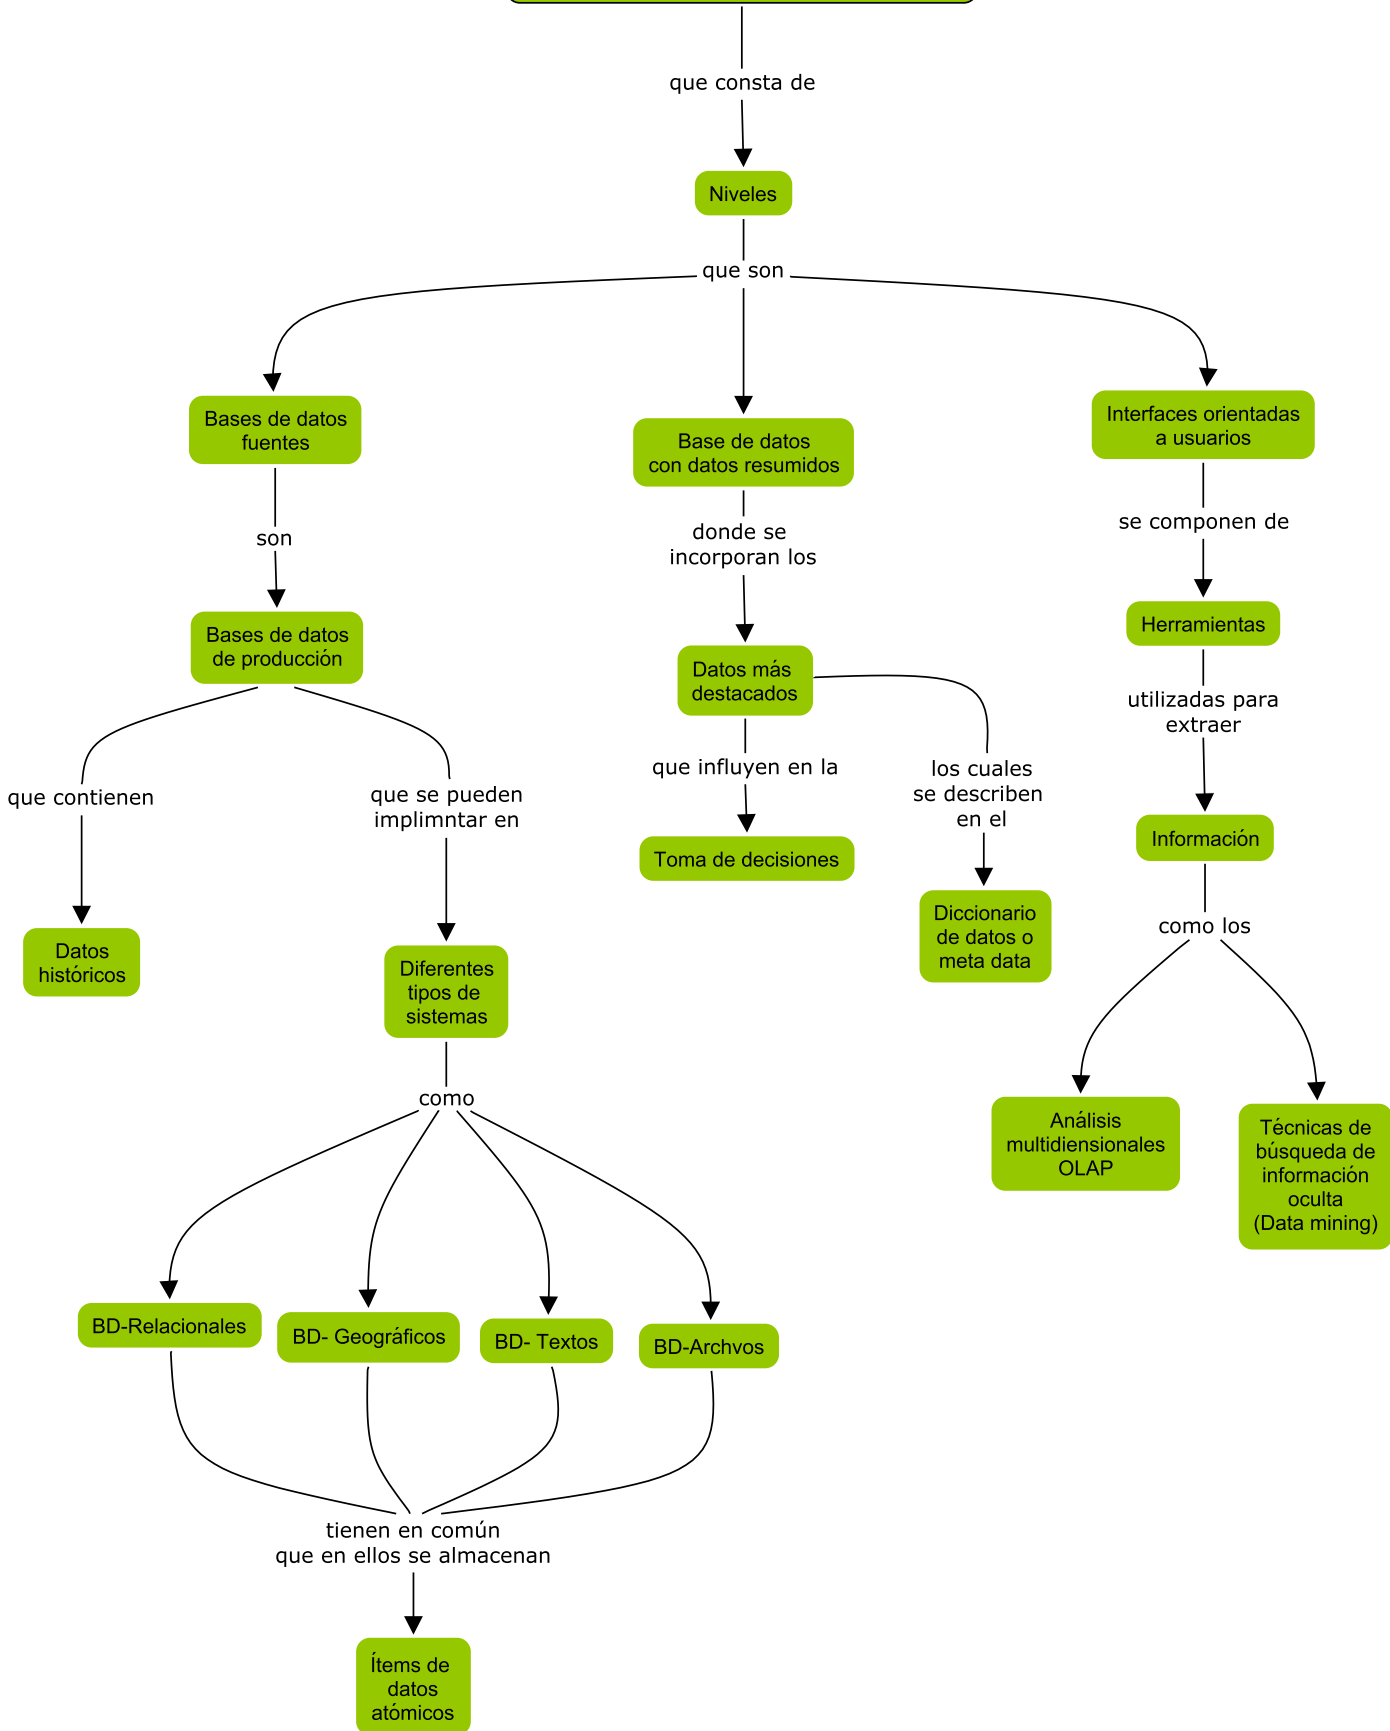 que consta de
Niveles
que son
Bases de datos
fuentes
Base de datos
con datos resumidos
Interfaces orientadas
a usuarios
son
donde se
incorporan los
se componen de
Bases de datos
de producción
Datos más
destacados
Herramientas
que contienen
que se pueden
implimntar en
que influyen en la
los cuales
se describen
en el
utilizadas para
extraer
Datos
históricos
Diferentes
tipos de
sistemas
Toma de decisiones
Diccionario
de datos o
meta data
Información
como los
como
Análisis
multidiensionales
OLAP
Técnicas de
búsqueda de
información
oculta
(Data mining)
BD-Relacionales
BD- Geográficos
BD- Textos
BD-Archvos
tienen en común
que en ellos se almacenan
Ítems de
datos
atómicos